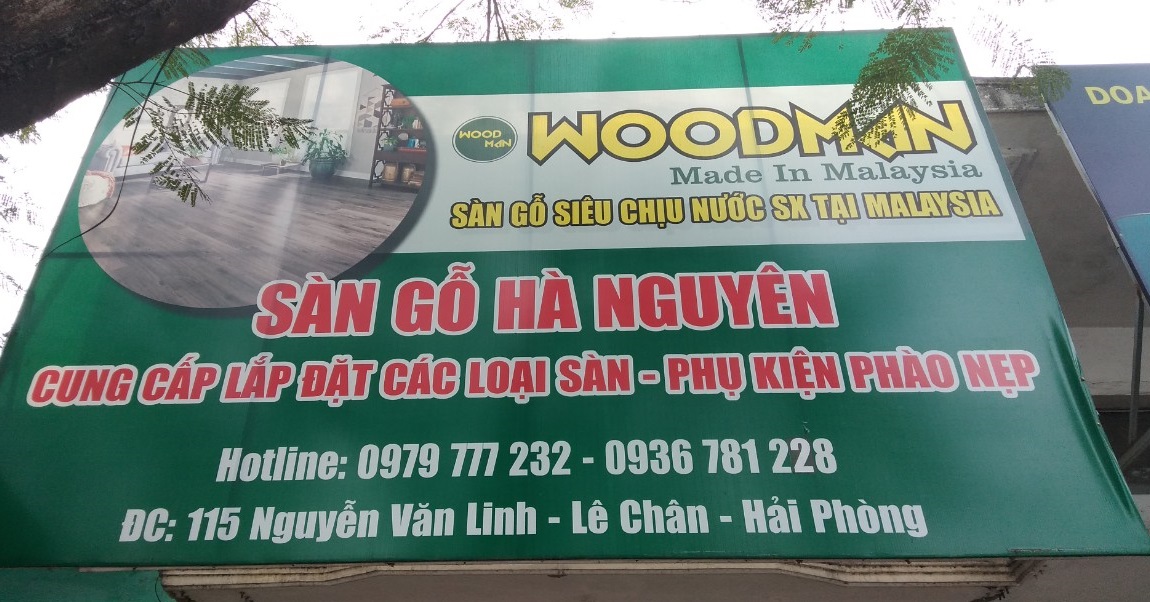 WOOD
MAN
WOODMAN
Made In Malaysia
SÀN GỖ SIÊU CHỊU NƯỚC SX TẠI MALAYSIA
SÀN GỖ HÀ NGUYÊN
CUNG CẤP LẮP ĐẶT CÁC LOẠI SÀN - PHỤ KIỆN PHÀO NẸP
Hotline: 0979 777 232 - 0936 781 228
ĐC: 115 Nguyễn Văn Linh - Lê Chân - Hải Phòng